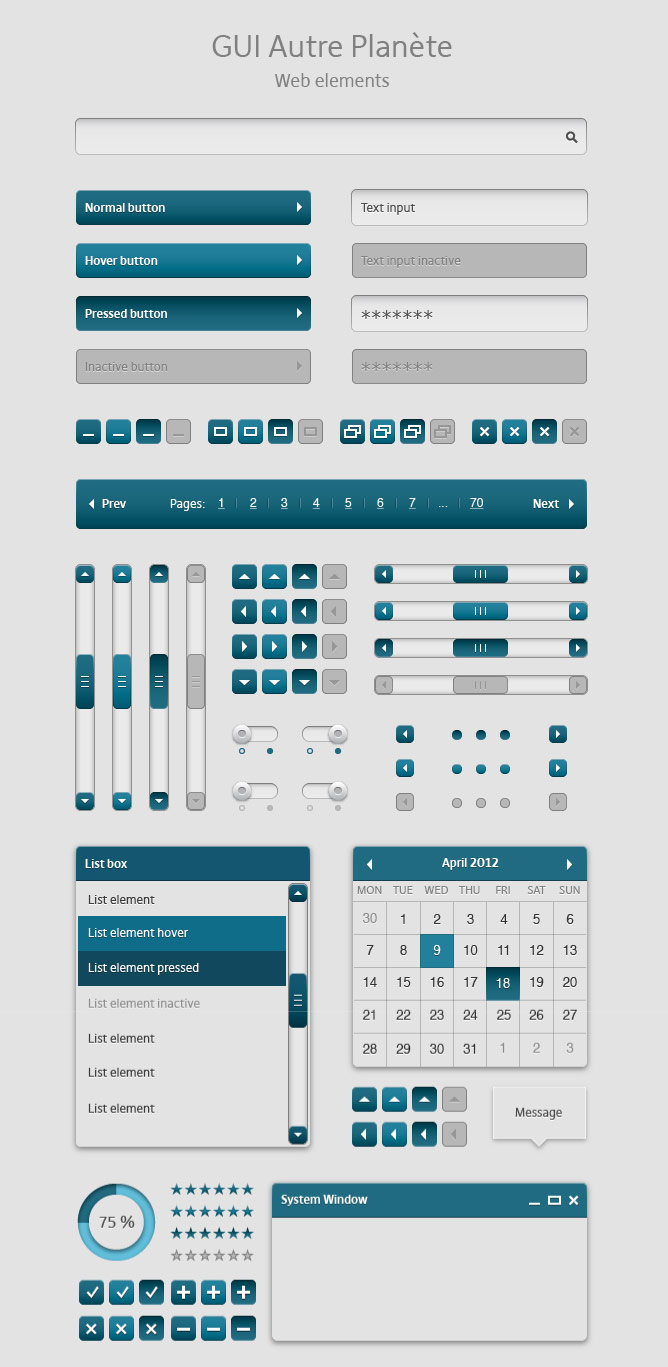 GUI Autre Planète
Web elements
Normal button
Text input
Hover button
Text input inactive
Pressed button
*******
Inactive button
*******
Prev Pages: 1 2 3 4 5 6 7 ... 70 Next
List box
List element
List element hover
List element pressed
List element inactive
List element
List element
List element
April 2012
MON TUE WED THU FRI SAT SUN
30 1 2 3 4 5 6
7 8 9 10 11 12 13
14 15 16 17 18 19 20
21 22 23 24 25 26 27
28 29 30 31 1 2 3
Message
75 %
System Window